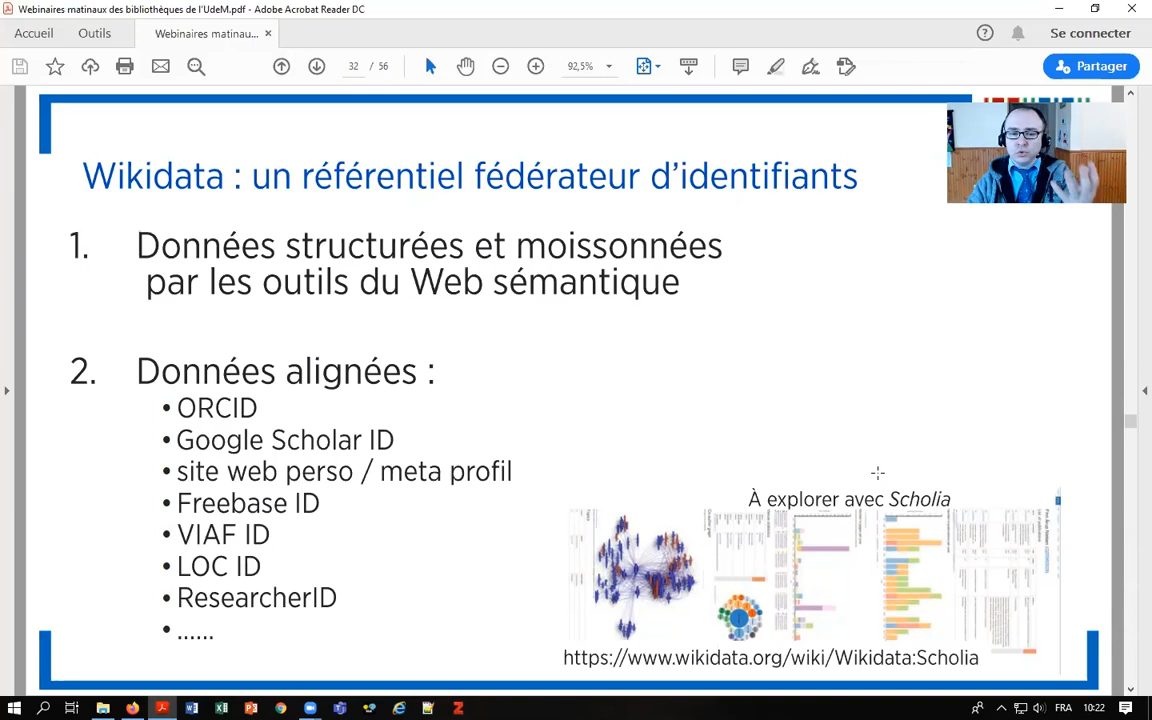 Webinaires matinaux des bibliothèques de l'UdeM.pdf - Adobe Acrobat Reader DC
Accueil
Outils
Webinaires matinau...
Se connecter
32 / 56
92,5%
Partager
Wikidata : un référentiel fédérateur d'identifiants
1. Données structurées et moissonnées
par les outils du Web sémantique
2. Données alignées :
• ORCID
• Google Scholar ID
• site web perso / meta profil
• Freebase ID
• VIAF ID
• LOC ID
• ResearcherID
• ......
À explorer avec Scholia
https://www.wikidata.org/wiki/Wikidata:Scholia
FRA
10:22